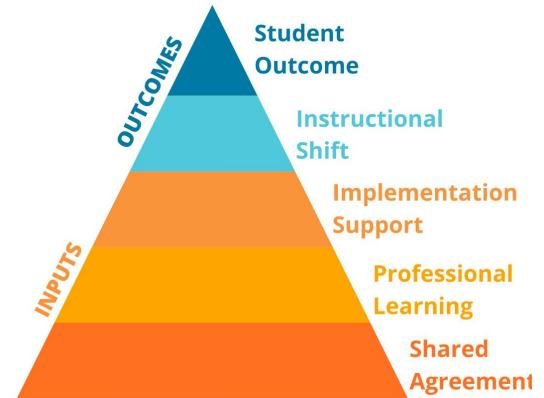 OUTCOMES
Student
Outcome
Instructional
Shift
Implementation
Support
INPUTS
Professional
Learning
Shared
Agreement